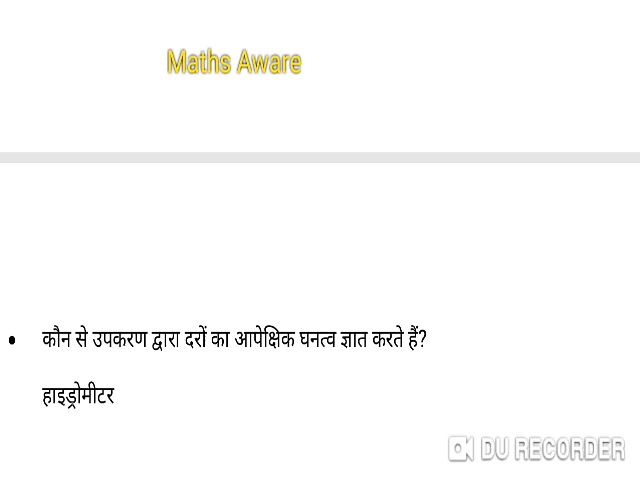 Maths Aware
• कौन से उपकरण द्वारा दरों का आपेक्षिक घनत्व ज्ञात करते हैं?
हाइड्रोमीटर
DU RECORDER